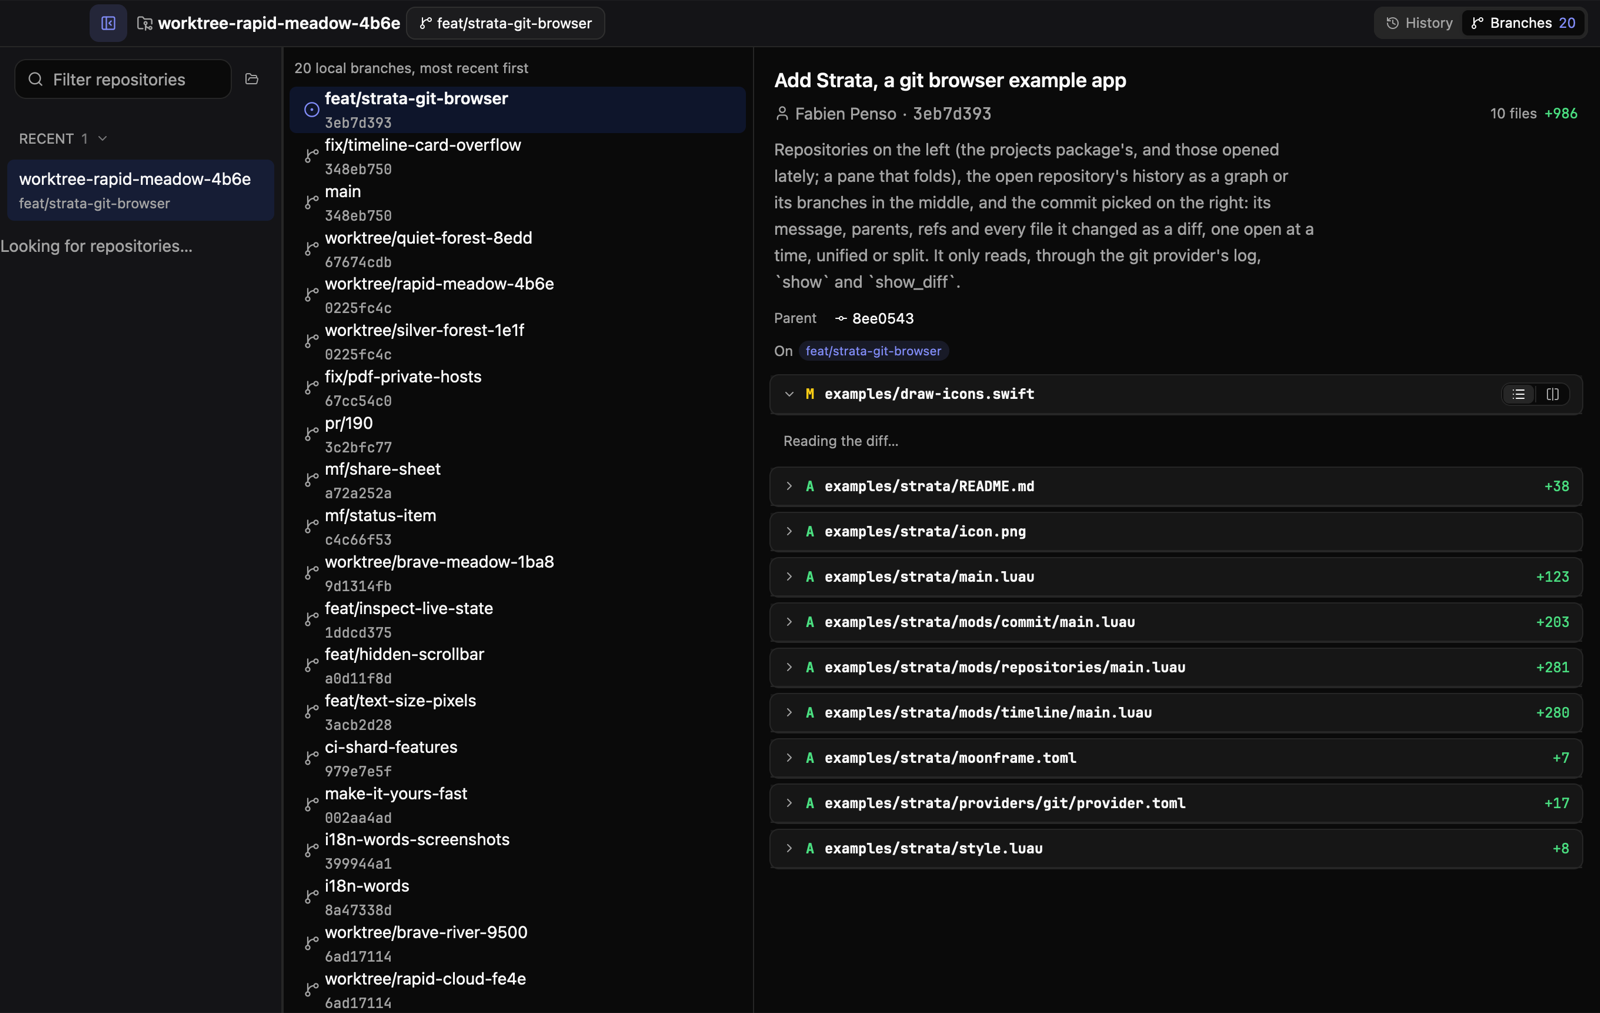 worktree-rapid-meadow-4b6e
feat/strata-git-browser
History
Branches 20
Filter repositories
RECENT 1
worktree-rapid-meadow-4b6e
feat/strata-git-browser
Looking for repositories...
20 local branches, most recent first
feat/strata-git-browser
3eb7d393
fix/timeline-card-overflow
348eb750
main
348eb750
worktree/quiet-forest-8edd
67674cdb
worktree/rapid-meadow-4b6e
0225fc4c
worktree/silver-forest-1e1f
0225fc4c
fix/pdf-private-hosts
67cc54c0
pr/190
3c2bfc77
mf/share-sheet
a72a252a
mf/status-item
c4c66f53
worktree/brave-meadow-1ba8
9d1314fb
feat/inspect-live-state
1ddcd375
feat/hidden-scrollbar
a0d11f8d
feat/text-size-pixels
3acb2d28
ci-shard-features
979e7e5f
make-it-yours-fast
002aa4ad
i18n-words-screenshots
399944a1
i18n-words
8a47338d
worktree/brave-river-9500
6ad17114
worktree/rapid-cloud-fe4e
6ad17114
Add Strata, a git browser example app
Fabien Penso · 3eb7d393
10 files +986
Repositories on the left (the projects package's, and those opened
lately; a pane that folds), the open repository's history as a graph or
its branches in the middle, and the commit picked on the right: its
message, parents, refs and every file it changed as a diff, one open at a
time, unified or split. It only reads, through the git provider's log,
`show` and `show_diff`.
Parent 8ee0543
On feat/strata-git-browser
M examples/draw-icons.swift
Reading the diff...
A examples/strata/README.md +38
A examples/strata/icon.png
A examples/strata/main.luau +123
A examples/strata/mods/commit/main.luau +203
A examples/strata/mods/repositories/main.luau +281
A examples/strata/mods/timeline/main.luau +280
A examples/strata/moonframe.toml +7
A examples/strata/providers/git/provider.toml +17
A examples/strata/style.luau +8